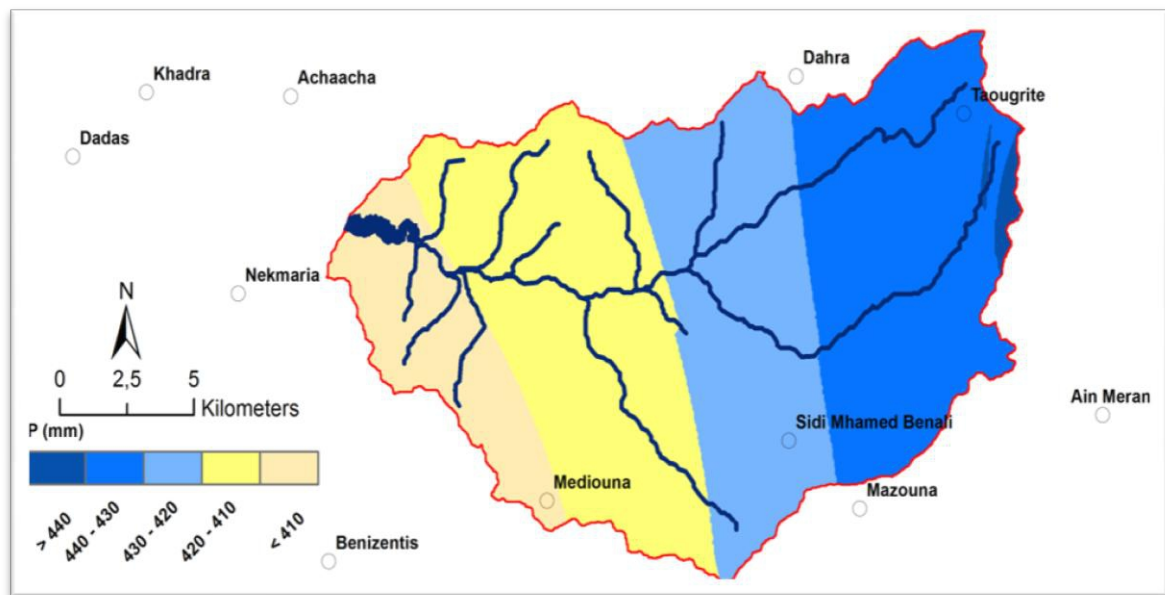 Dahra
Khadra
Achaacha
Taougrite
Dadas
Nekmaria
N
0 2,5 5
Kilometers
Ain Meran
P (mm)
Sidi Mhamed Benali
Mediouna
Mazouna
> 440
440 - 430
430 - 420
420 - 410
< 410
Benizentis